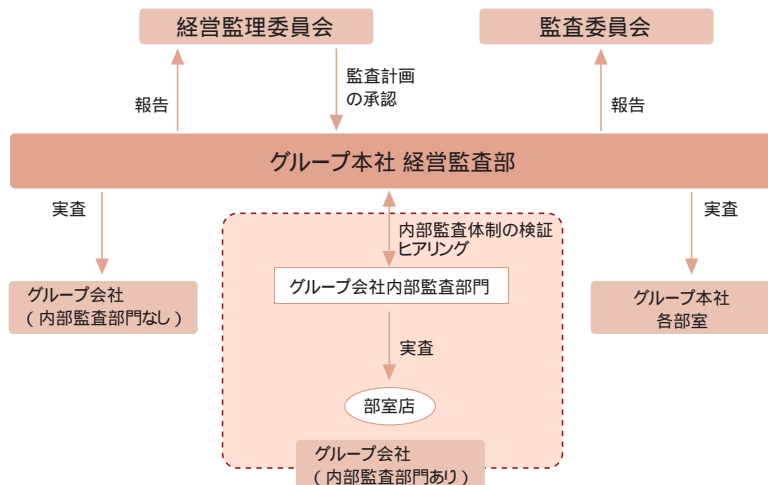 経営監理委員会
監査委員会
報告
監査計画
の承認
報告
グループ本社 経営監査部
実査
内部監査体制の検証
ヒアリング
実査
グループ会社
(内部監査部門なし)
グループ会社内部監査部門
グループ本社
各部室
実査
部室店
グループ会社
(内部監査部門あり)